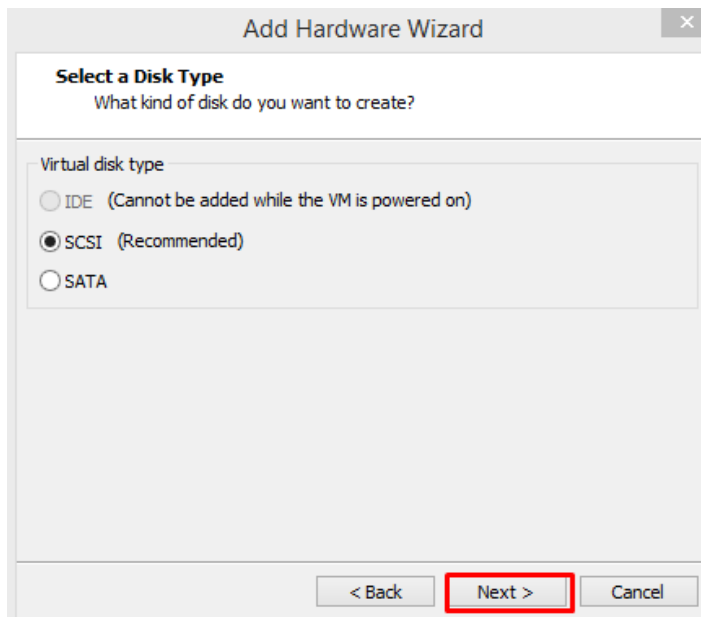 Add Hardware Wizard
Select a Disk Type
What kind of disk do you want to create?
Virtual disk type
IDE (Cannot be added while the VM is powered on)
SCSI (Recommended)
SATA
< Back Next > Cancel